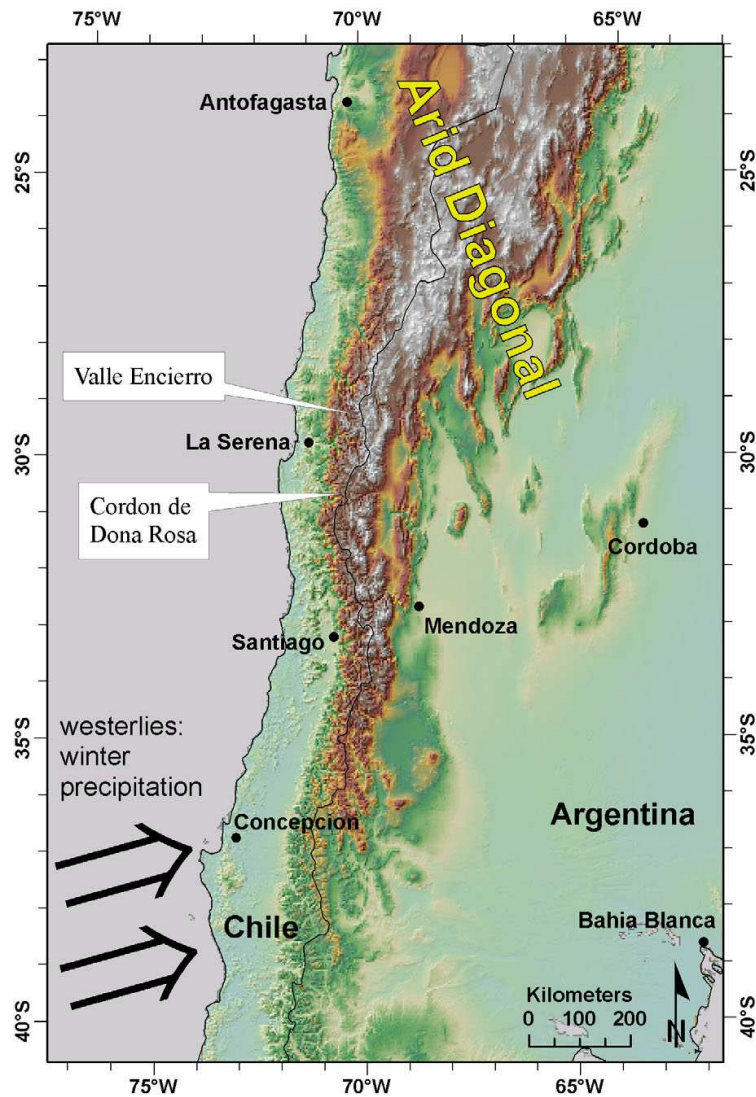 75°W 70°W 65°W
Antofagasta
Arid Diagonal
25°S 25°S
Valle Encierro
La Serena
30°S 30°S
Cordon de
Dona Rosa
Cordoba
Mendoza
Santiago
westerlies:
winter
precipitation
35°S 35°S
Concepcion
Argentina
Chile
Bahia Blanca
Kilometers
0 100 200
N
40°S 40°S
75°W 70°W 65°W